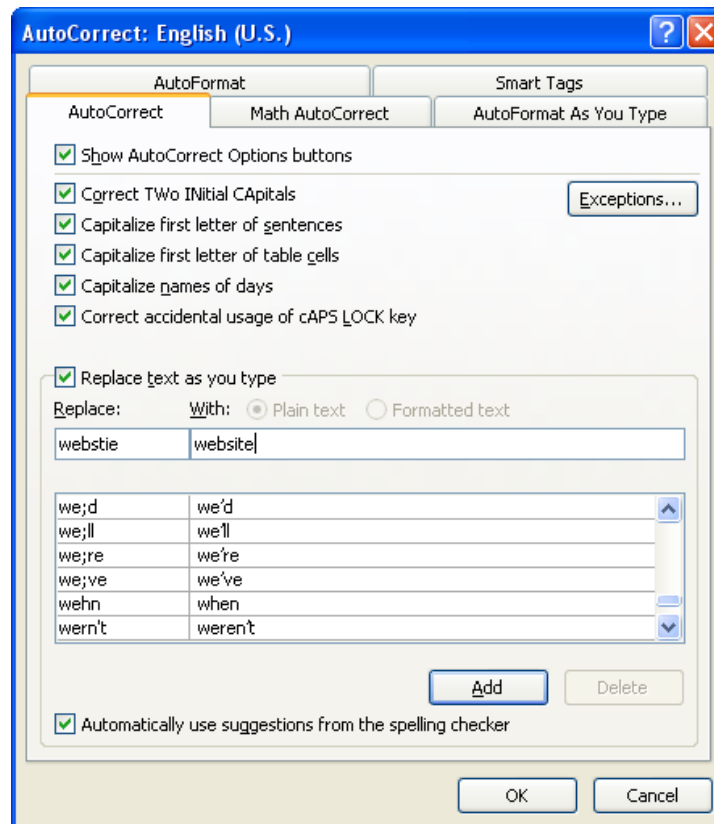 AutoCorrect: English (U.S.)
AutoFormat Smart Tags
AutoCorrect Math AutoCorrect AutoFormat As You Type
Show AutoCorrect Options buttons
Correct TWo INitial CApitals Exceptions...
Capitalize first letter of sentences
Capitalize first letter of table cells
Capitalize names of days
Correct accidental usage of cAPS LOCK key
Replace text as you type
Replace: With: Plain text Formatted text
webstie website
we;d we'd
we;ll we'll
we;re we're
we;ve we've
wehn when
wern't weren't
Add Delete
Automatically use suggestions from the spelling checker
OK Cancel